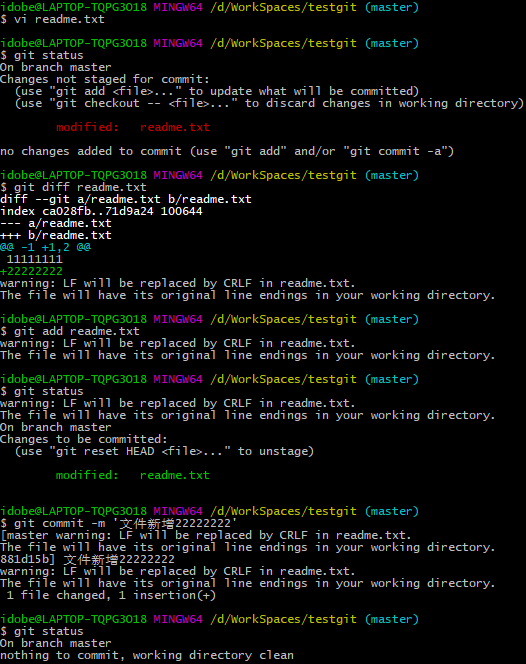 idobe@LAPTOP-TQPG3O18 MINGW64 /d/WorkSpaces/testgit (master)
$ vi readme.txt
idobe@LAPTOP-TQPG3O18 MINGW64 /d/WorkSpaces/testgit (master)
$ git status
On branch master
Changes not staged for commit:
  (use "git add <file>..." to update what will be committed)
  (use "git checkout -- <file>..." to discard changes in working directory)
        modified:   readme.txt
no changes added to commit (use "git add" and/or "git commit -a")
idobe@LAPTOP-TQPG3O18 MINGW64 /d/WorkSpaces/testgit (master)
$ git diff readme.txt
diff --git a/readme.txt b/readme.txt
index ca028fb..71d9a24 100644
--- a/readme.txt
+++ b/readme.txt
@@ -1 +1,2 @@
 11111111
+22222222
warning: LF will be replaced by CRLF in readme.txt.
The file will have its original line endings in your working directory.
idobe@LAPTOP-TQPG3O18 MINGW64 /d/WorkSpaces/testgit (master)
$ git add readme.txt
warning: LF will be replaced by CRLF in readme.txt.
The file will have its original line endings in your working directory.
idobe@LAPTOP-TQPG3O18 MINGW64 /d/WorkSpaces/testgit (master)
$ git status
warning: LF will be replaced by CRLF in readme.txt.
The file will have its original line endings in your working directory.
On branch master
Changes to be committed:
  (use "git reset HEAD <file>..." to unstage)
        modified:   readme.txt
idobe@LAPTOP-TQPG3O18 MINGW64 /d/WorkSpaces/testgit (master)
$ git commit -m '文件新增22222222'
[master warning: LF will be replaced by CRLF in readme.txt.
The file will have its original line endings in your working directory.
881d15b] 文件新增22222222
warning: LF will be replaced by CRLF in readme.txt.
The file will have its original line endings in your working directory.
 1 file changed, 1 insertion(+)
idobe@LAPTOP-TQPG3O18 MINGW64 /d/WorkSpaces/testgit (master)
$ git status
On branch master
nothing to commit, working directory clean